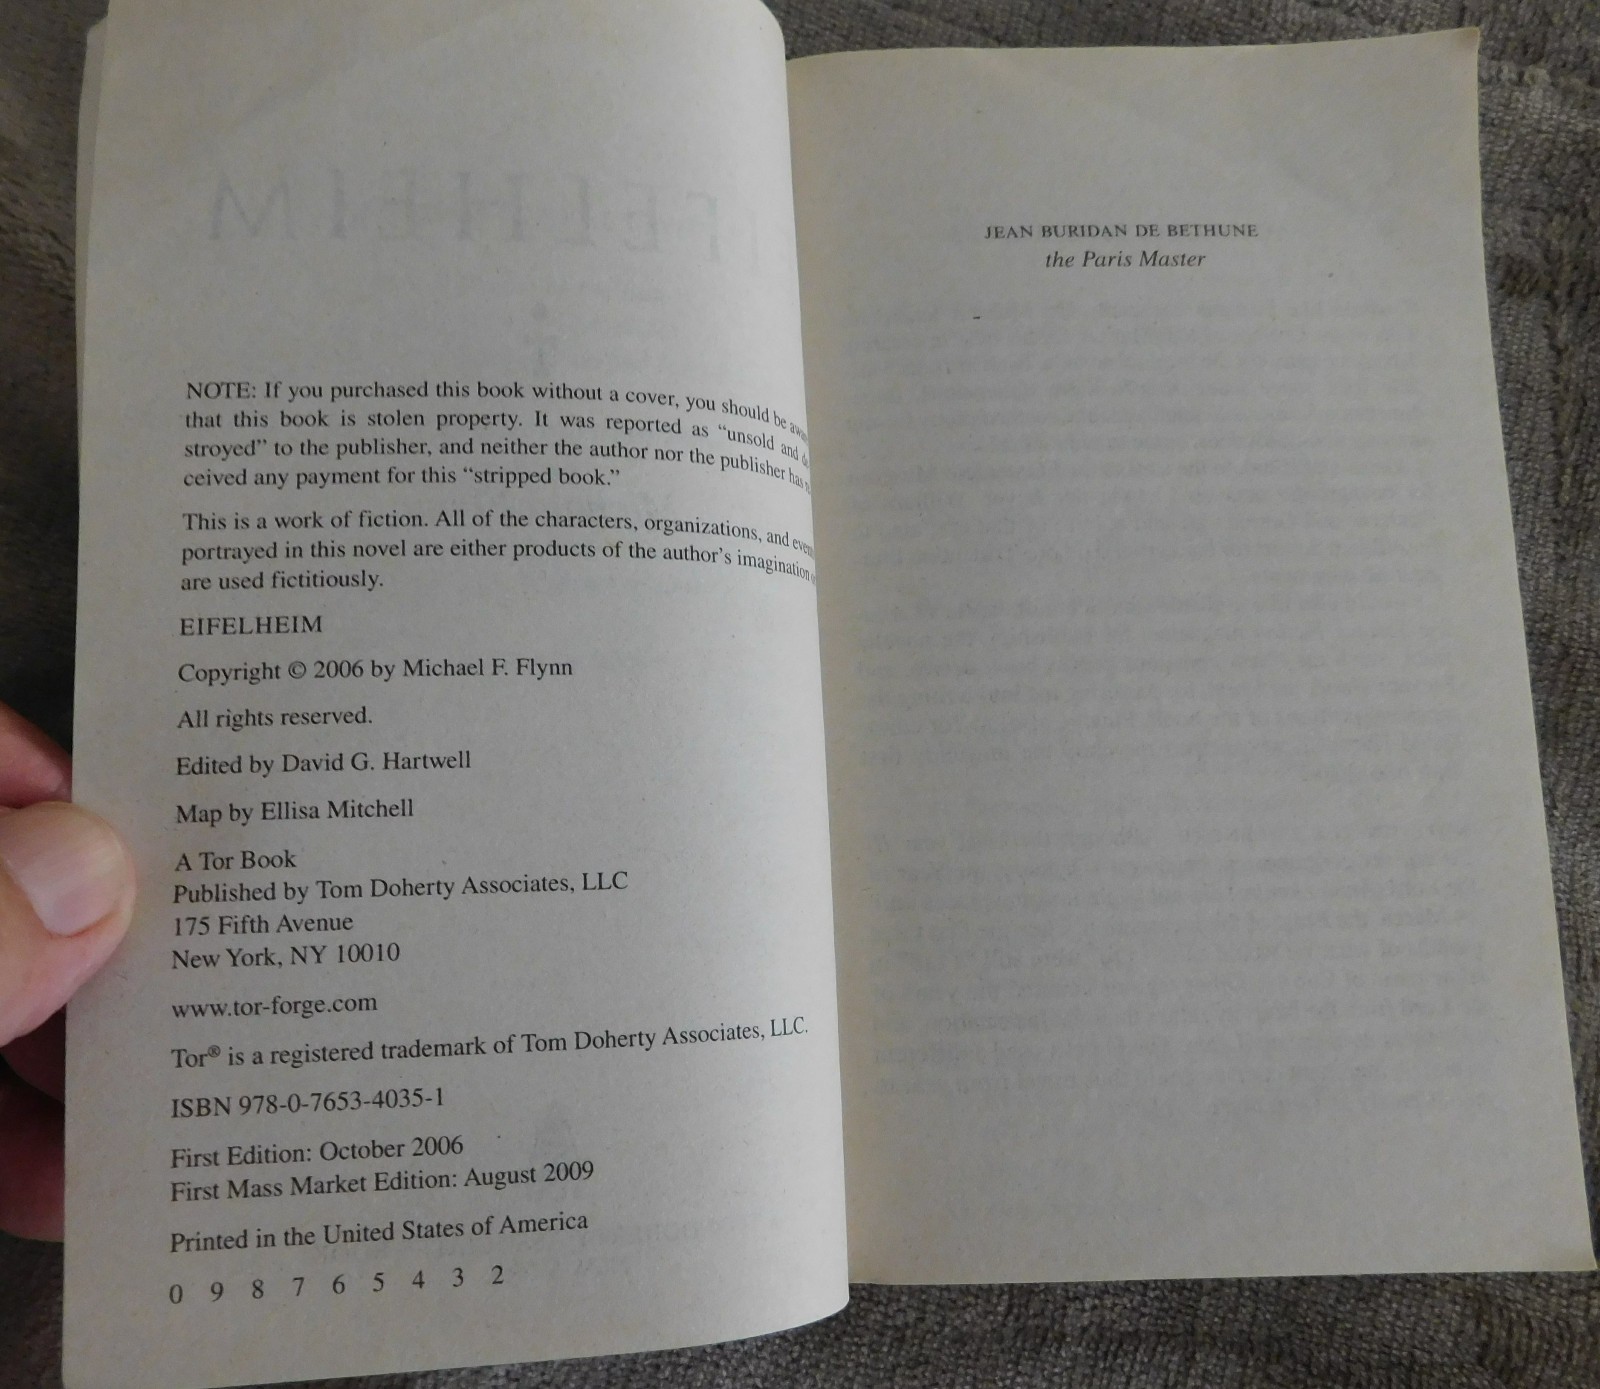 NOTE: If you purchased this book without a cover, you should be
that this book is stolen property. It was reported as “unsold and
stroyed” to the publisher, and neither the author nor the publisher has
ceived any payment for this “stripped book.”
This is a work of fiction. All of the characters, organizations, and
portrayed in this novel are either products of the author’s imagination
are used fictitiously.
EIFELHEIM
Copyright © 2006 by Michael F. Flynn
All rights reserved.
Edited by David G. Hartwell
Map by Ellisa Mitchell
A Tor Book
Published by Tom Doherty Associates, LLC
175 Fifth Avenue
New York, NY 10010
www.tor-forge.com
Tor® is a registered trademark of Tom Doherty Associates, LLC.
ISBN 978-0-7653-4035-1
First Edition: October 2006
First Mass Market Edition: August 2009
Printed in the United States of America
0 9 8 7 6 5 4 3 2
JEAN BURIDAN DE BETHUNE
the Paris Master